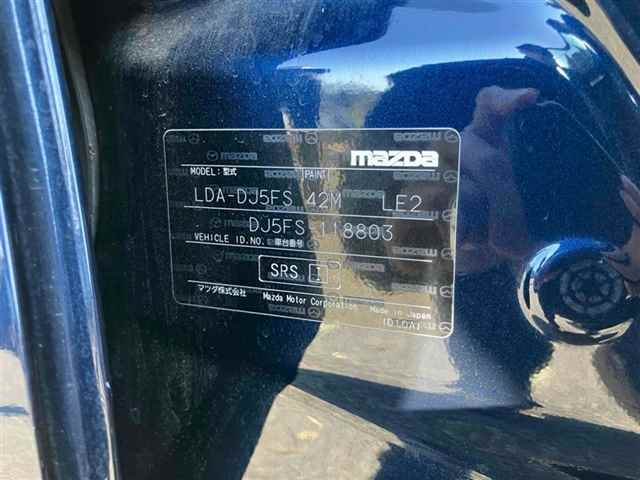 mazda
MODEL: 型式 PAINT
LDA-DJ5FS 42M LE2
DJ5FS-118803
VEHICLE ID.NO. 車台番号
SRS I
マツダ株式会社 Mazda Motor Corporation Made in Japan
(D10A)